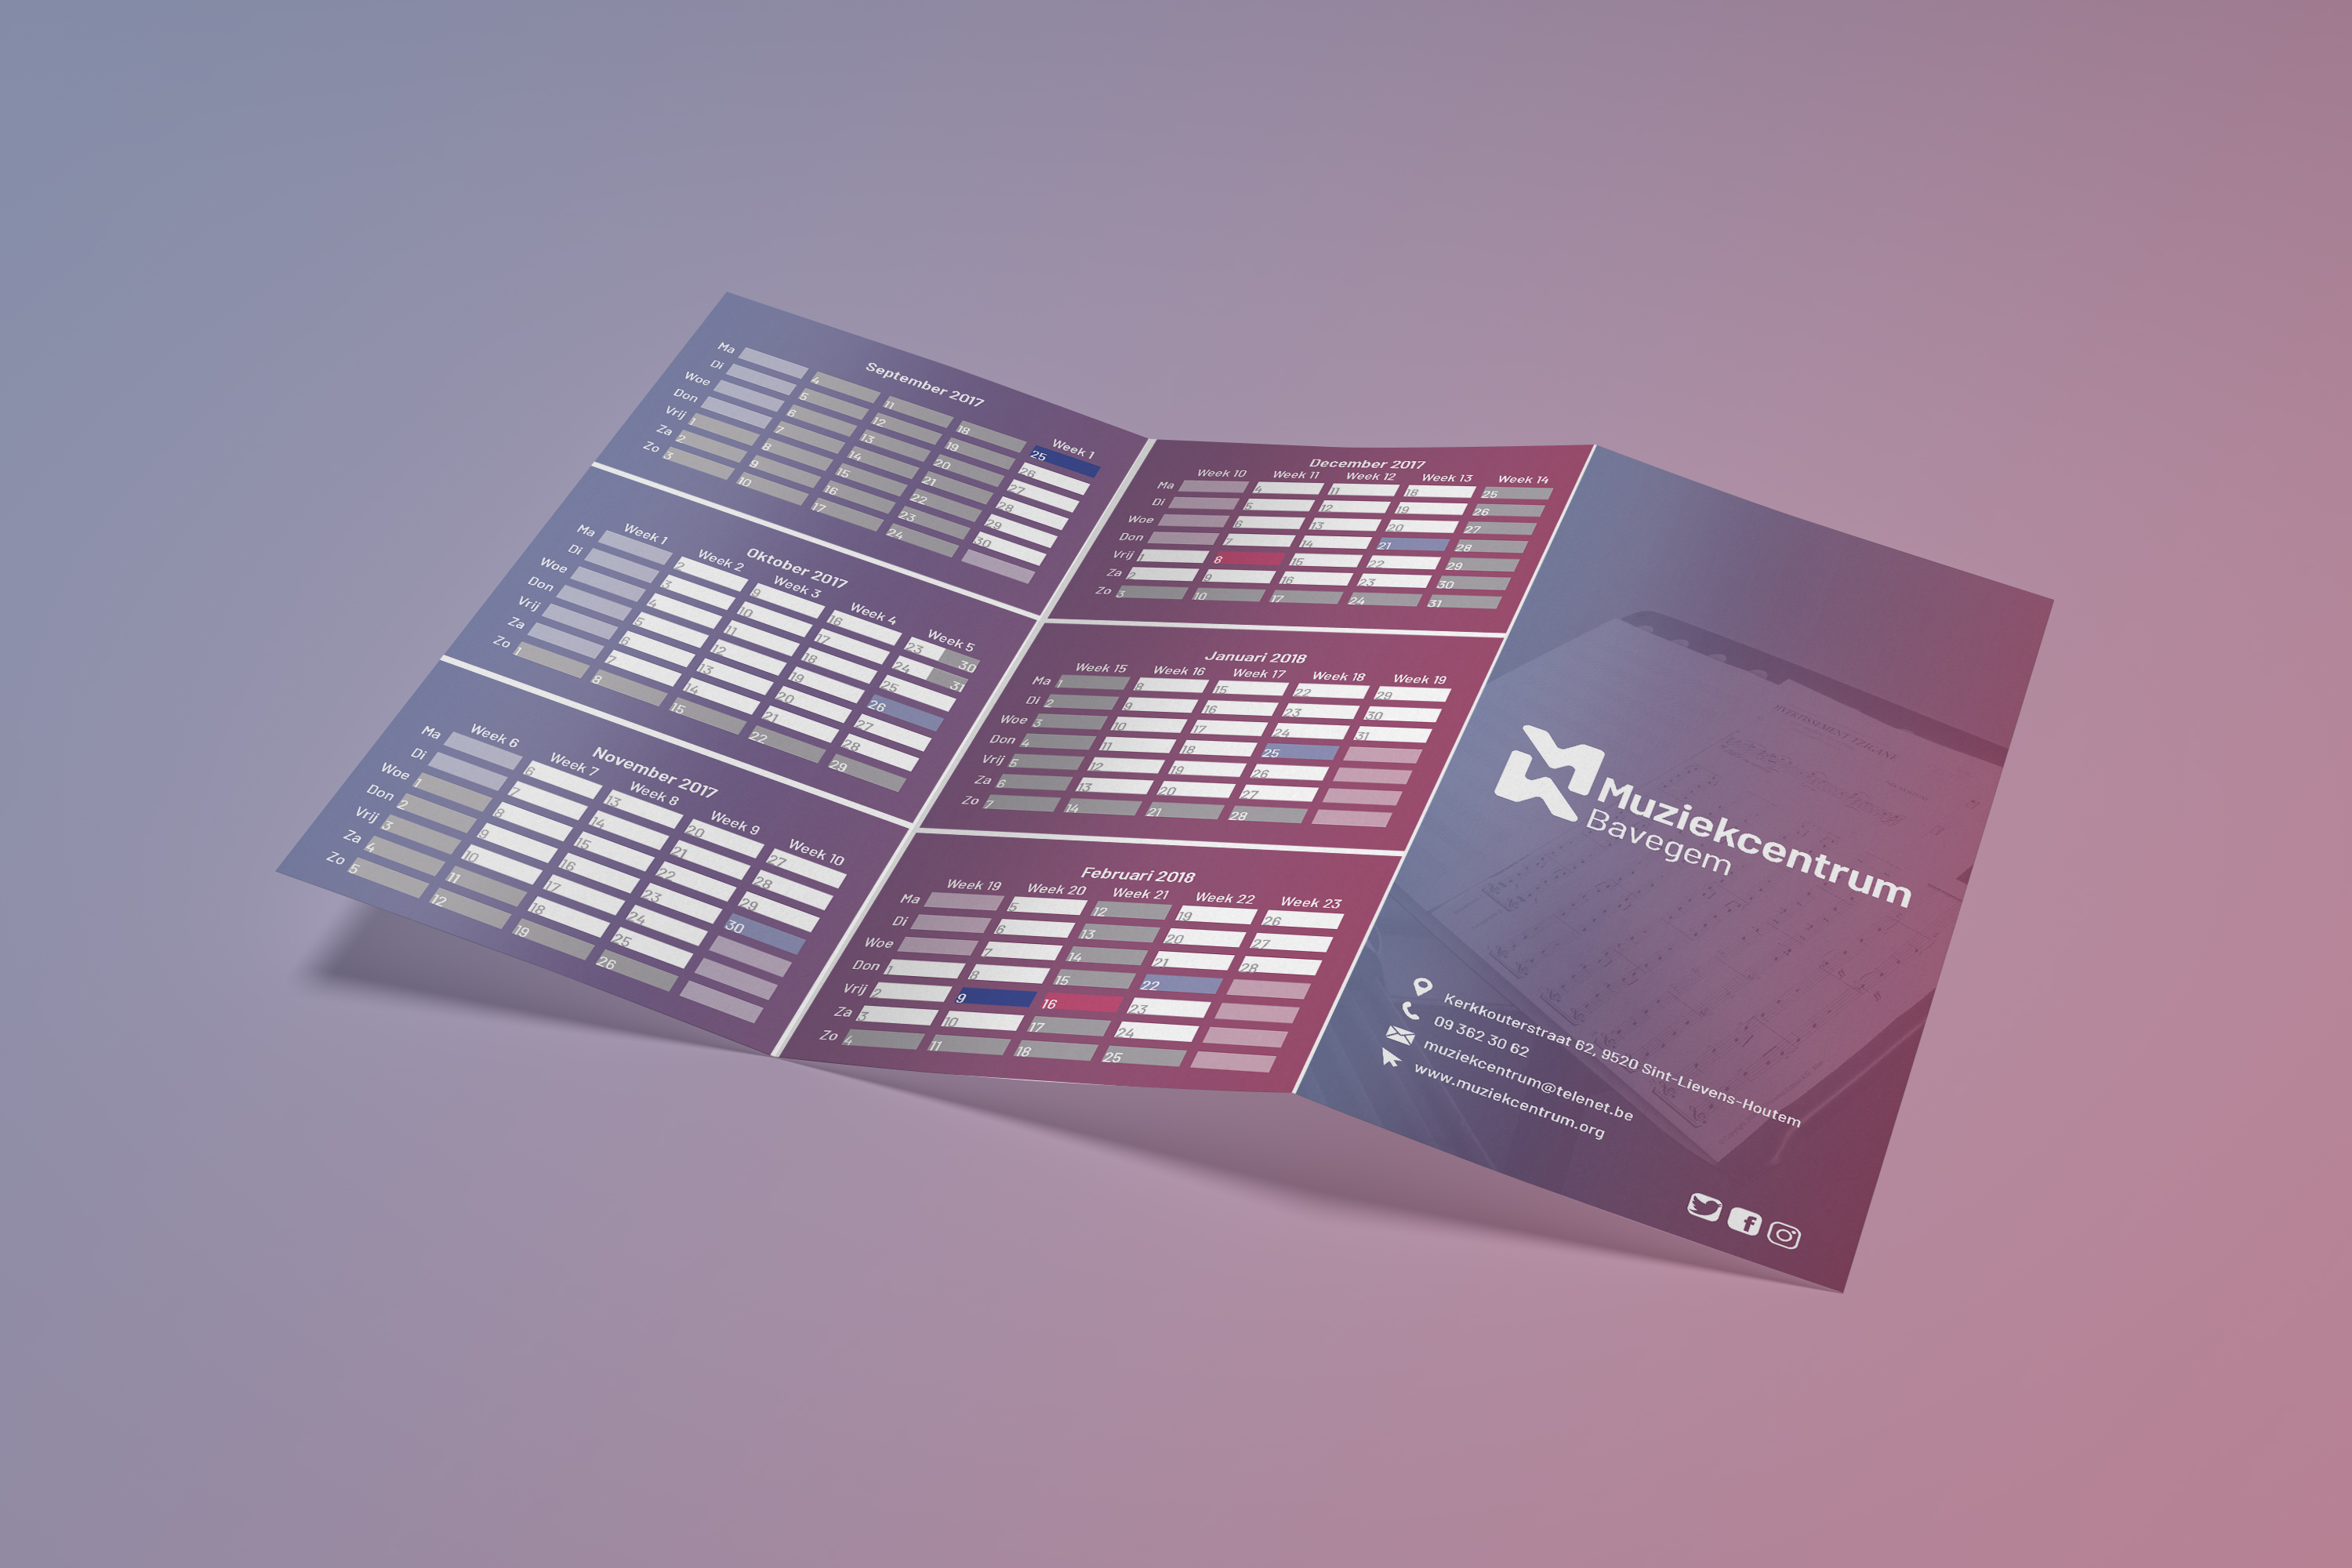 September 2017
Week 1
Ma 4 11 18 25
Di 5 12 19 26
Woe 6 13 20 27
Don 7 14 21 28
Vrij 1 8 15 22 29
Za 2 9 16 23 30
Zo 3 10 17 24
Oktober 2017
Week 1 Week 2 Week 3 Week 4 Week 5
Ma 2 9 16 23 30
Di 3 10 17 24 31
Woe 4 11 18 25
Don 5 12 19 26
Vrij 6 13 20 27
Za 7 14 21 28
Zo 1 8 15 22 29
November 2017
Week 6 Week 7 Week 8 Week 9 Week 10
Ma 6 13 20 27
Di 7 14 21 28
Woe 1 8 15 22 29
Don 2 9 16 23 30
Vrij 3 10 17 24
Za 4 11 18 25
Zo 5 12 19 26
December 2017
Week 10 Week 11 Week 12 Week 13 Week 14
Ma 4 11 18 25
Di 5 12 19 26
Woe 6 13 20 27
Don 7 14 21 28
Vrij 1 8 15 22 29
Za 2 9 16 23 30
Zo 3 10 17 24 31
Januari 2018
Week 15 Week 16 Week 17 Week 18 Week 19
Ma 1 8 15 22 29
Di 2 9 16 23 30
Woe 3 10 17 24 31
Don 4 11 18 25
Vrij 5 12 19 26
Za 6 13 20 27
Zo 7 14 21 28
Februari 2018
Week 19 Week 20 Week 21 Week 22 Week 23
Ma 5 12 19 26
Di 6 13 20 27
Woe 7 14 21 28
Don 1 8 15 22
Vrij 2 9 16 23
Za 3 10 17 24
Zo 4 11 18 25
Muziekcentrum
Bavegem
Kerkkouterstraat 62, 9520 Sint-Lievens-Houtem
09 362 30 62
muziekcentrum@telenet.be
www.muziekcentrum.org